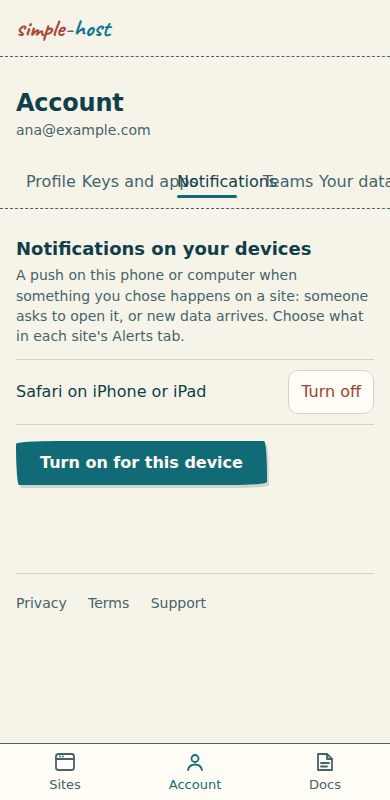 simple-host
Account
ana@example.com
Profile Keys and apps Notifications Teams Your data
Notifications on your devices
A push on this phone or computer when
something you chose happens on a site: someone
asks to open it, or new data arrives. Choose what
in each site's Alerts tab.
Safari on iPhone or iPad Turn off
Turn on for this device
Privacy Terms Support
Sites Account Docs